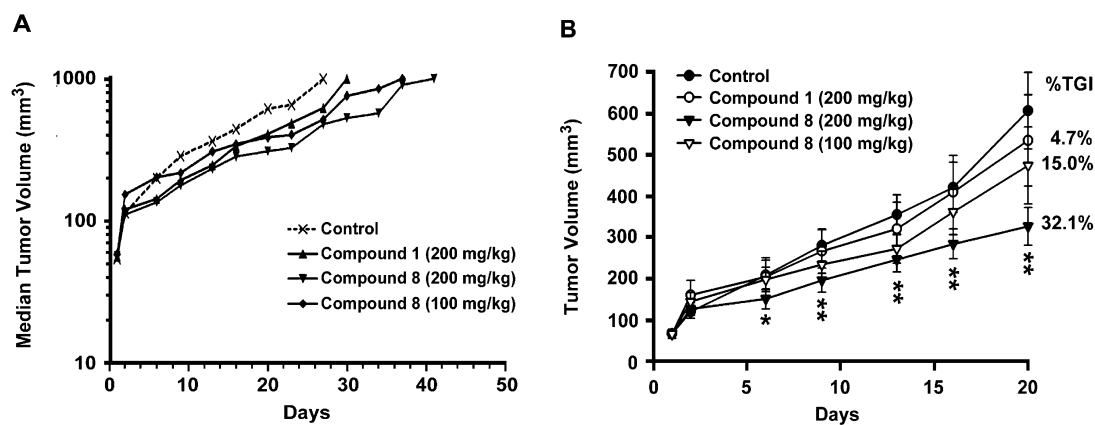 A
Median Tumor Volume (mm³)
1000
100
10
Control
Compound 1 (200 mg/kg)
Compound 8 (200 mg/kg)
Compound 8 (100 mg/kg)
0 10 20 30 40 50
Days
B
Tumor Volume (mm³)
700
600
500
400
300
200
100
0
Control
Compound 1 (200 mg/kg)
Compound 8 (200 mg/kg)
Compound 8 (100 mg/kg)
%TGI
4.7%
15.0%
32.1%
*
**
**
**
**
0 5 10 15 20
Days